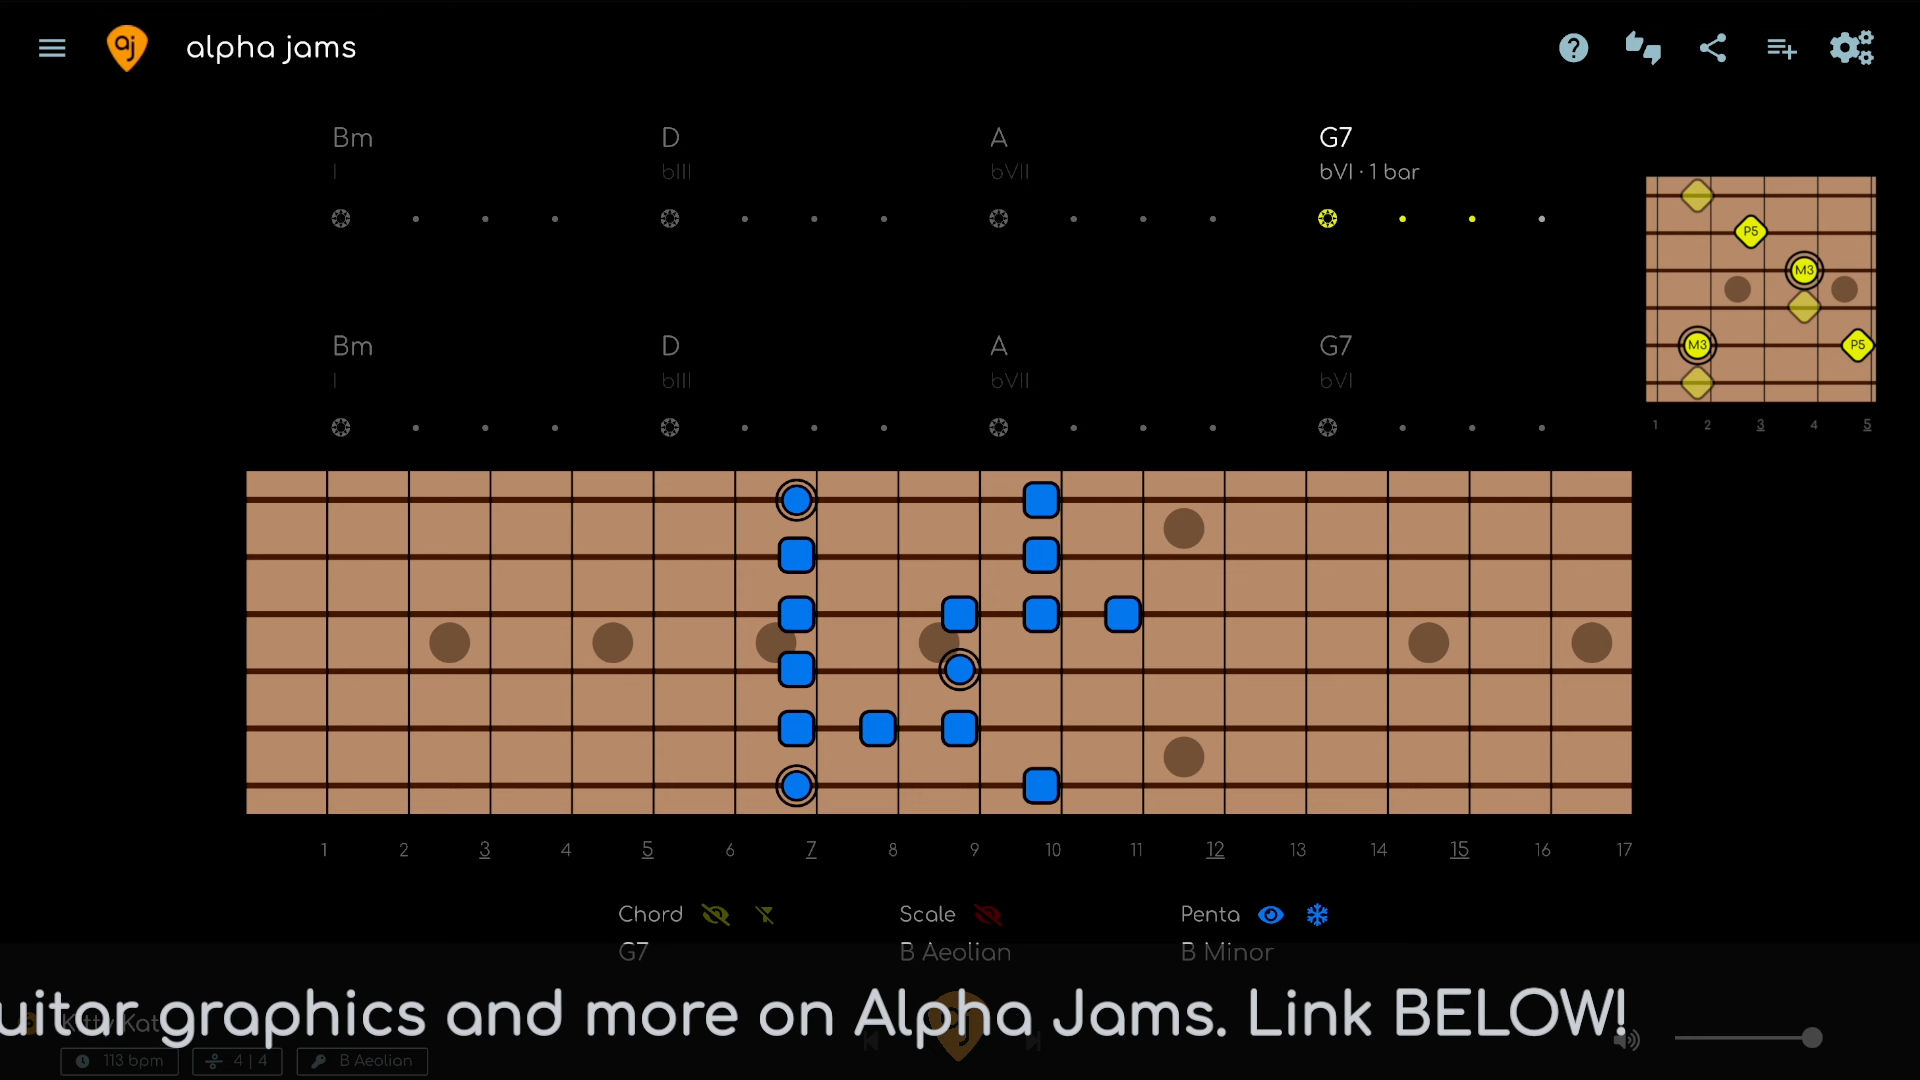 aj alpha jams
Bm D A G7
I bIII bVII bVI · 1 bar
P5
M3
M3 P5
Bm D A G7
I bIII bVII bVI
1 2 3 4 5
1 2 3 4 5 6 7 8 9 10 11 12 13 14 15 16 17
Chord Scale Penta
G7 B Aeolian B Minor
uitar graphics and more on Alpha Jams. Link BELOW!
Kitty Kat
113 bpm 4 | 4 B Aeolian